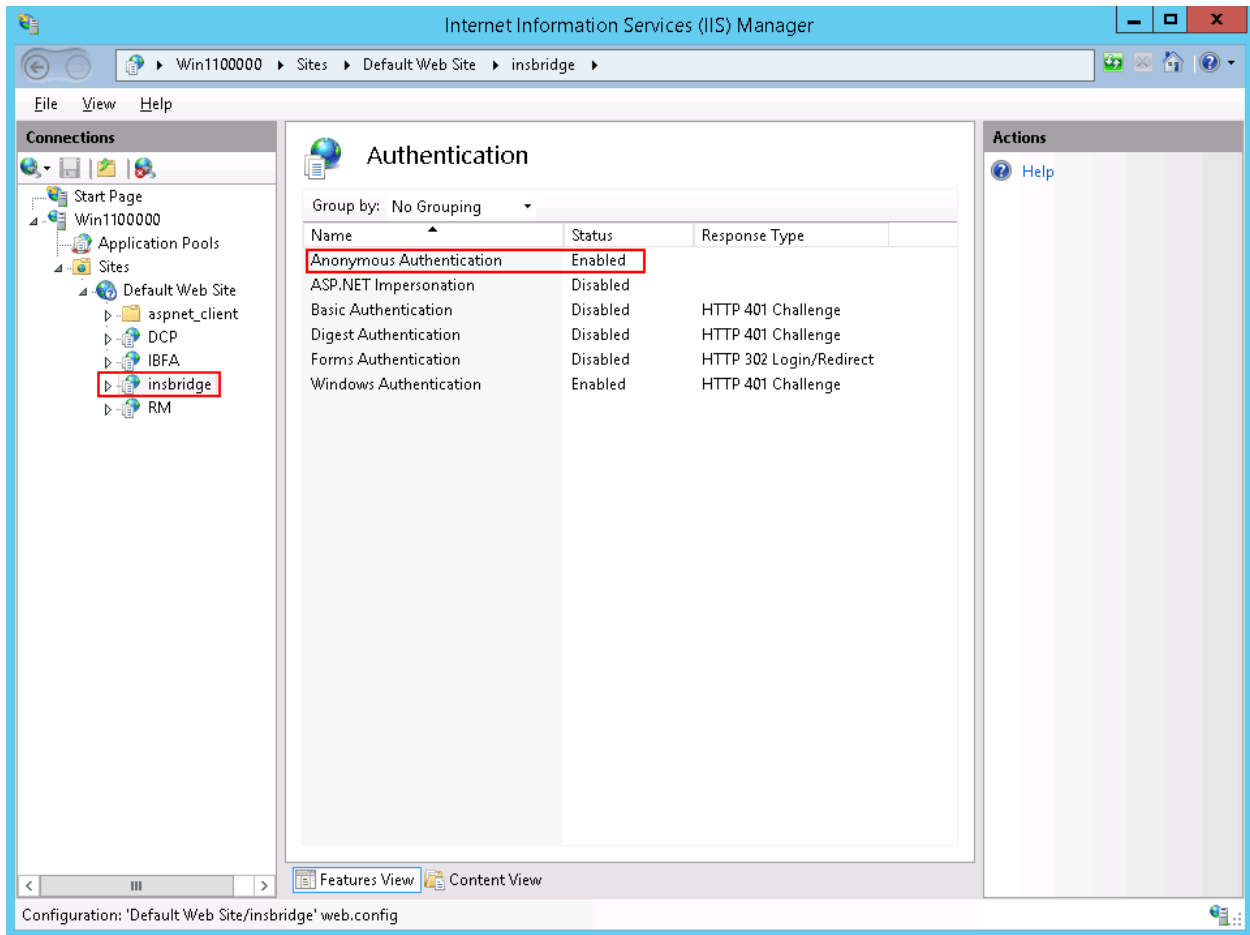 Internet Information Services (IIS) Manager
Win1100000 Sites Default Web Site insbridge
File View Help
Connections
Start Page
Win1100000
Application Pools
Sites
Default Web Site
aspnet_client
DCP
IBFA
insbridge
RM
Authentication
Group by: No Grouping
Name Status Response Type
Anonymous Authentication Enabled
ASP.NET Impersonation Disabled
Basic Authentication Disabled HTTP 401 Challenge
Digest Authentication Disabled HTTP 401 Challenge
Forms Authentication Disabled HTTP 302 Login/Redirect
Windows Authentication Enabled HTTP 401 Challenge
Actions
Help
Features View Content View
Configuration: 'Default Web Site/insbridge' web.config